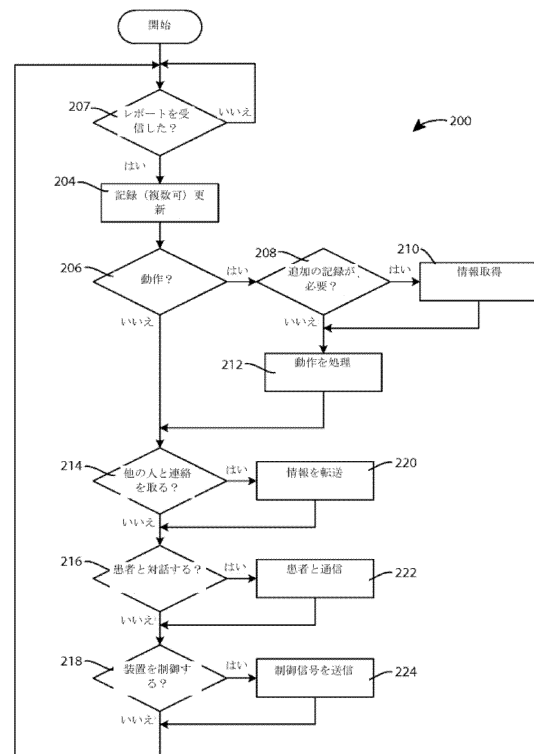 開始
207
レポートを受
信した？
いいえ
200
はい
204
記録（複数可）更
新
206
動作？
はい
208
追加の記録が
必要？
はい
210
情報取得
いいえ
いいえ
212
動作を処理
214
他の人と連絡
を取る？
はい
220
情報を転送
いいえ
216
患者と対話する？
はい
222
患者と通信
いいえ
218
装置を制御す
る？
はい
224
制御信号を送信
いいえ